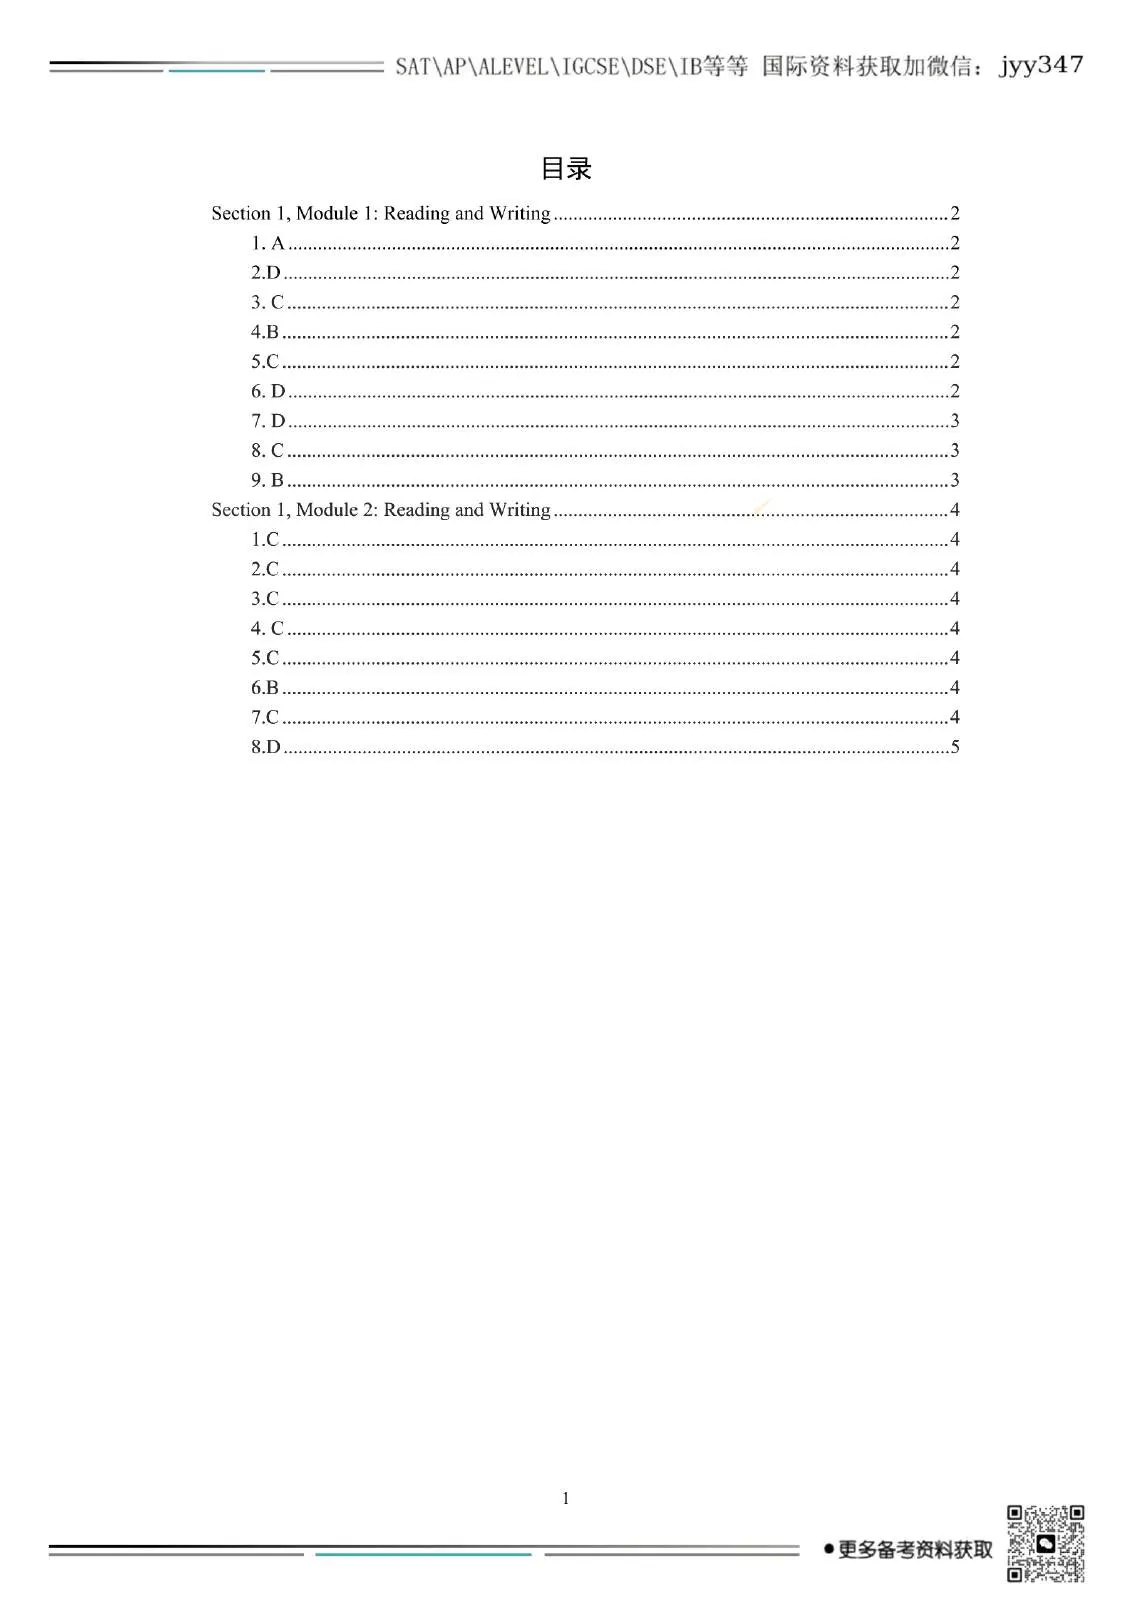 SAT\AP\ALEVEL\IGCSE\DSE\IB等等 国际资料获取加微信：jyy347
目录
Section 1, Module 1: Reading and Writing 2
1. A 2
2.D 2
3. C 2
4.B 2
5.C 2
6. D 2
7. D 3
8. C 3
9. B 3
Section 1, Module 2: Reading and Writing 4
1.C 4
2.C 4
3.C 4
4. C 4
5.C 4
6.B 4
7.C 4
8.D 5
1
●更多备考资料获取